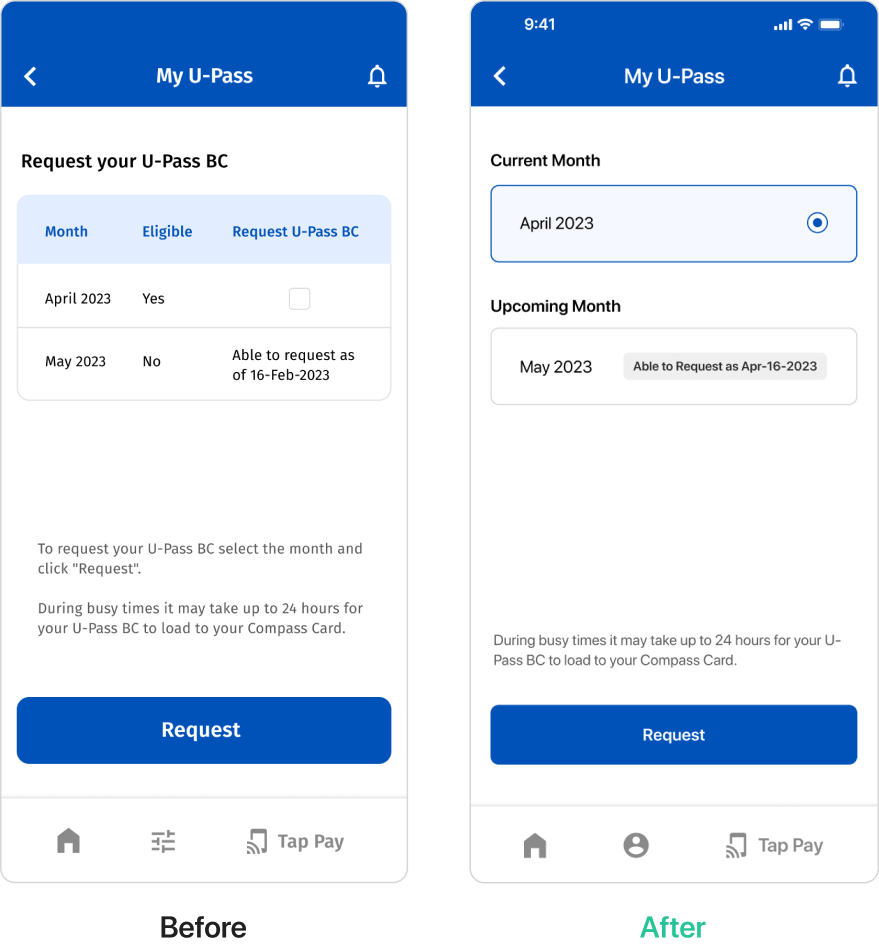 My U-Pass
Request your U-Pass BC
Month Eligible Request U-Pass BC
April 2023 Yes
May 2023 No Able to request as
of 16-Feb-2023
To request your U-Pass BC select the month and
click "Request".
During busy times it may take up to 24 hours for
your U-Pass BC to load to your Compass Card.
Request
Tap Pay
Before
9:41
My U-Pass
Current Month
April 2023
Upcoming Month
May 2023 Able to Request as Apr-16-2023
During busy times it may take up to 24 hours for your U-
Pass BC to load to your Compass Card.
Request
Tap Pay
After